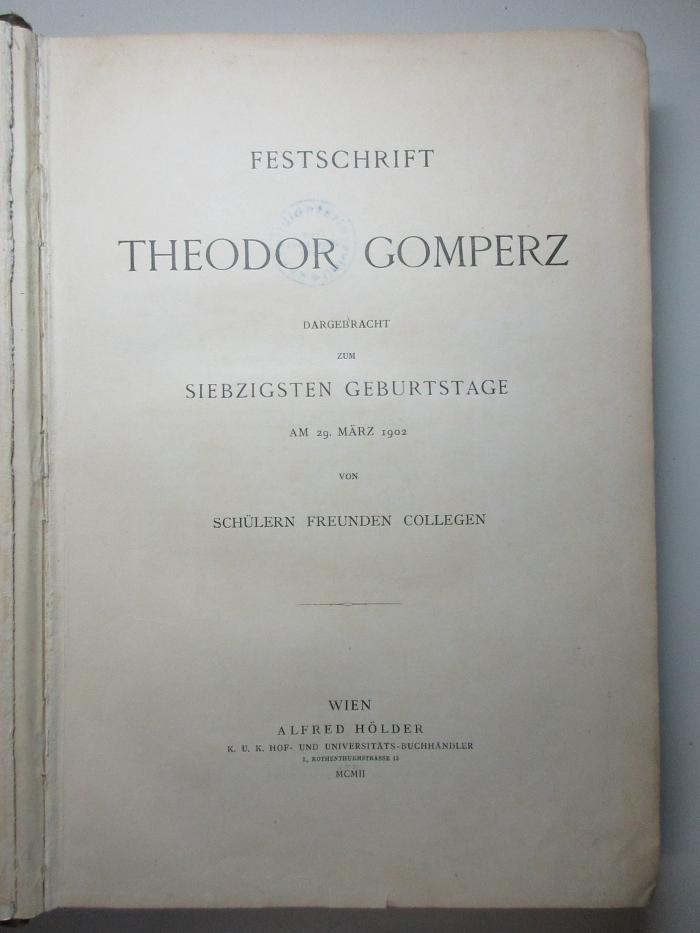 FESTSCHRIFT
THEODOR GOMPERZ
DARGEBRACHT
ZUM
SIEBZIGSTEN GEBURTSTAGE
AM 29. MÄRZ 1902
VON
SCHÜLERN FREUNDEN COLLEGEN
WIEN
ALFRED HÖLDER
K. U. K. HOF- UND UNIVERSITÄTS-BUCHHÄNDLER
I., ROTHENTHURMSTRASSE 13
MCMII